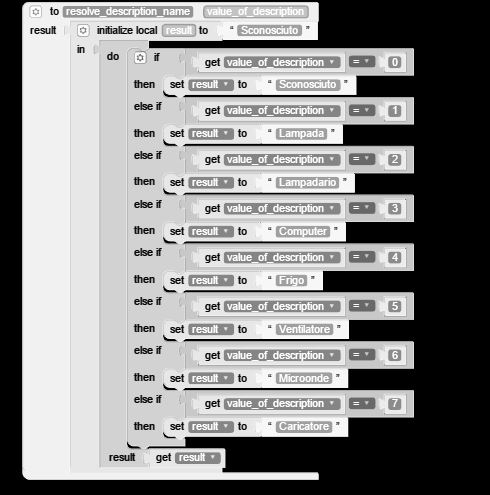 to resolve_description_name value_of_description
result initialize local result to “ Sconosciuto ”
in do if get value_of_description = 0
then set result to “ Sconosciuto ”
else if get value_of_description = 1
then set result to “ Lampada ”
else if get value_of_description = 2
then set result to “ Lampadario ”
else if get value_of_description = 3
then set result to “ Computer ”
else if get value_of_description = 4
then set result to “ Frigo ”
else if get value_of_description = 5
then set result to “ Ventilatore ”
else if get value_of_description = 6
then set result to “ Microonde ”
else if get value_of_description = 7
then set result to “ Caricatore ”
result get result